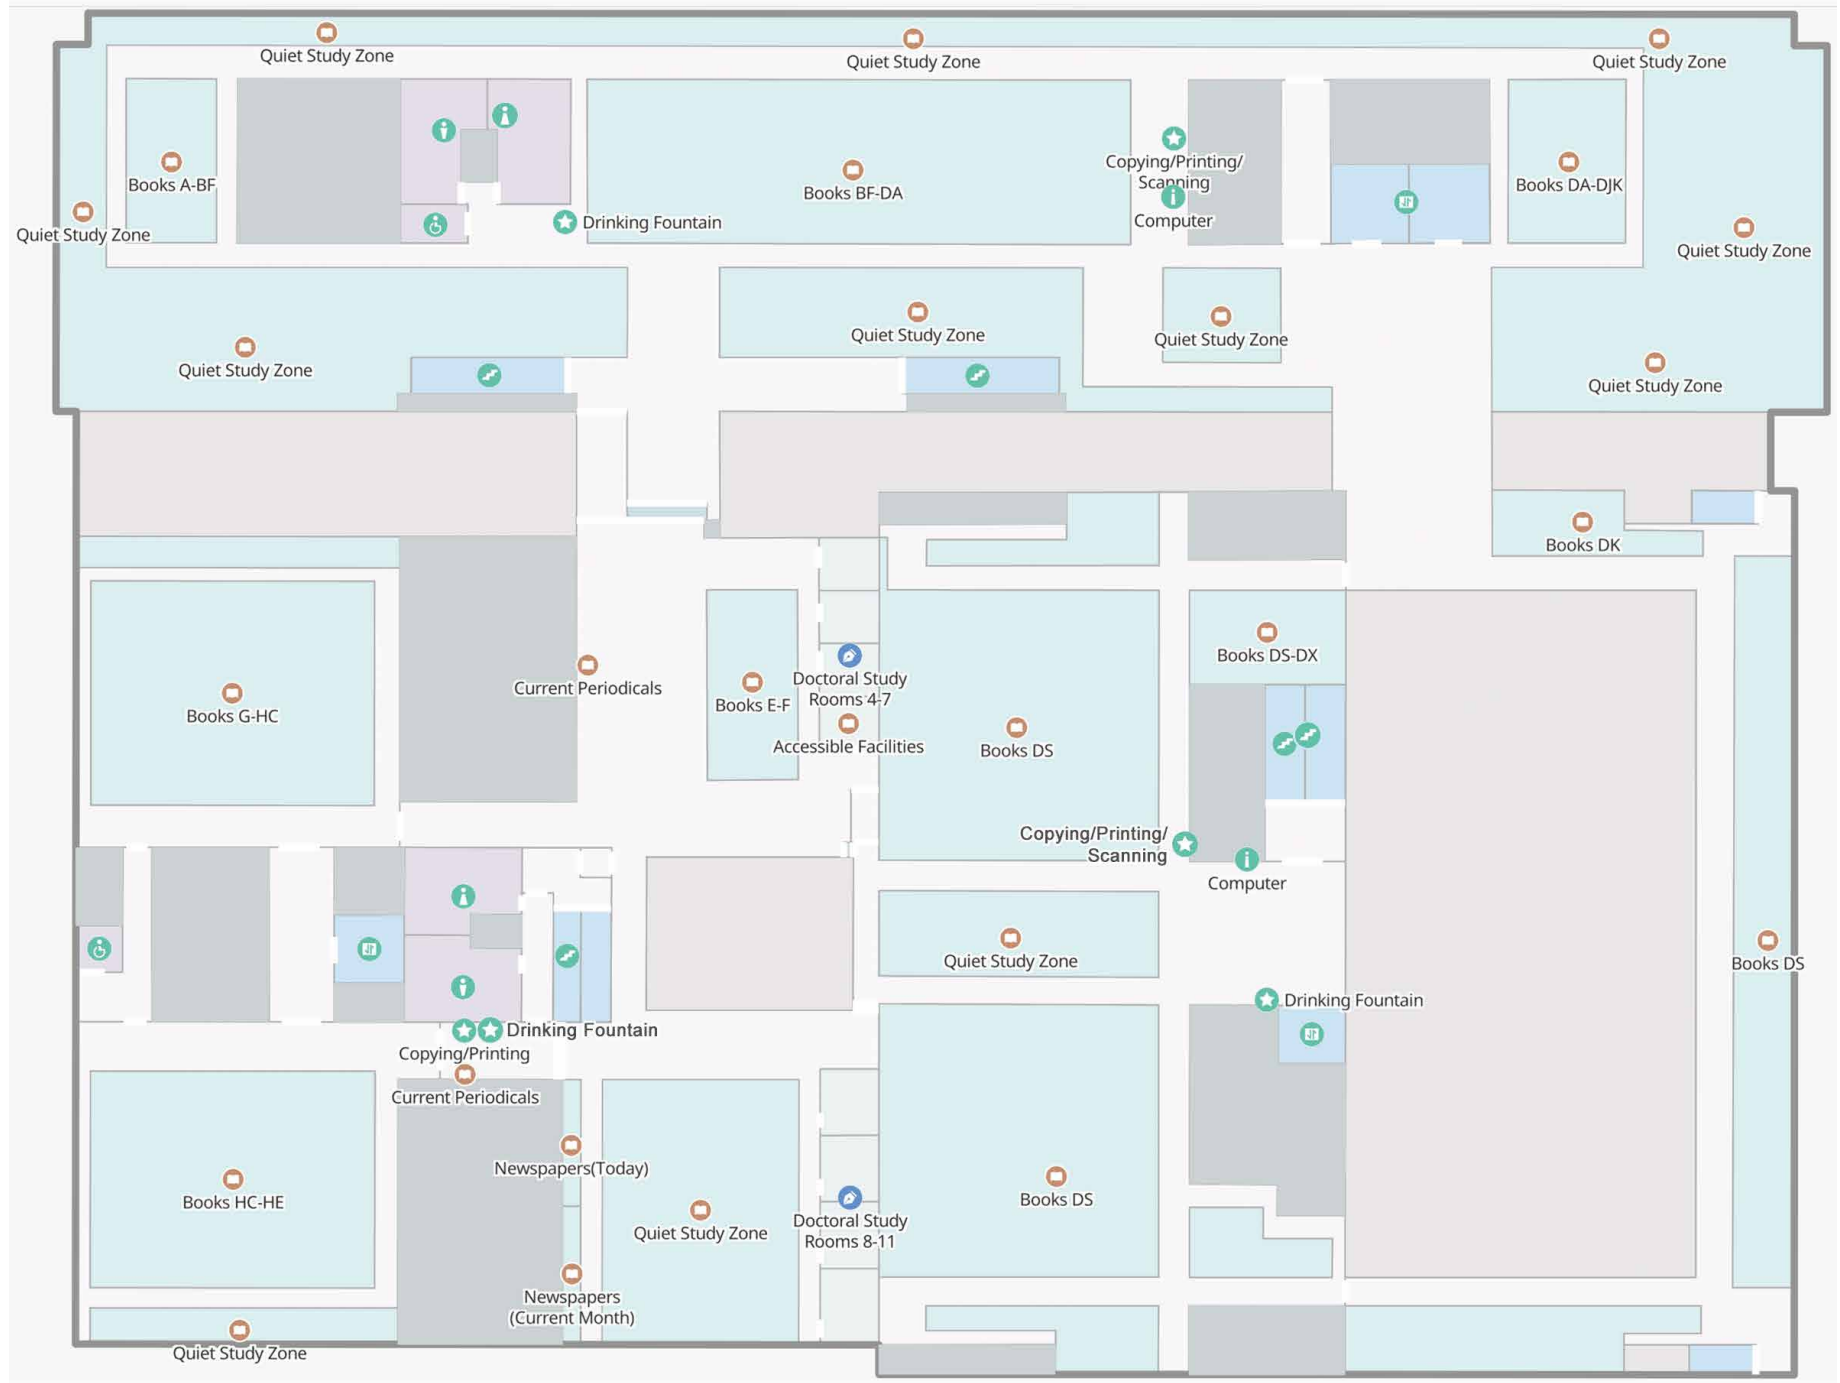 Quiet Study Zone
Quiet Study Zone
Quiet Study Zone
Books A-BF
Books BF-DA
Copying/Printing/
Scanning
Computer
Books DA-DJK
Quiet Study Zone
Drinking Fountain
Quiet Study Zone
Quiet Study Zone
Quiet Study Zone
Quiet Study Zone
Quiet Study Zone
Books DK
Books DS-DX
Current Periodicals
Doctoral Study
Rooms 4-7
Books E-F
Books G-HC
Accessible Facilities
Books DS
Copying/Printing/
Scanning
Computer
Quiet Study Zone
Books DS
Drinking Fountain
Drinking Fountain
Copying/Printing
Current Periodicals
Newspapers(Today)
Books HC-HE
Books DS
Doctoral Study
Rooms 8-11
Quiet Study Zone
Newspapers
(Current Month)
Quiet Study Zone